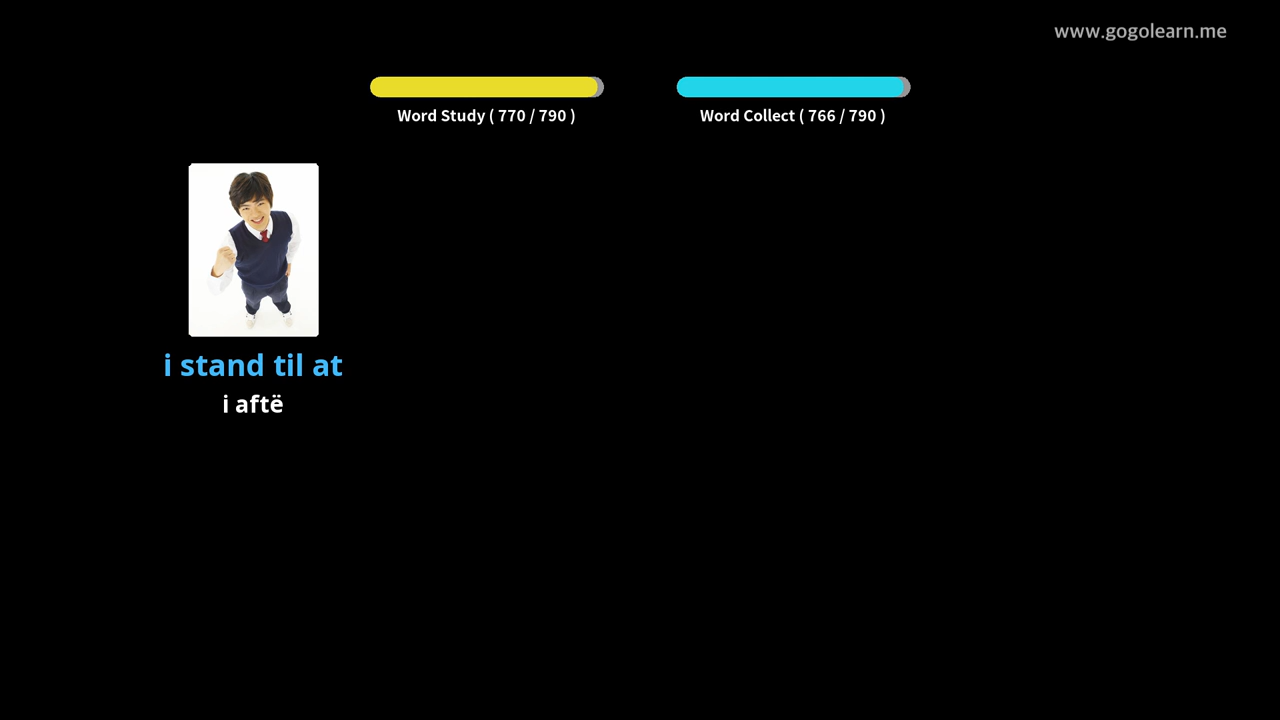 www.gogolearn.me
Word Study ( 770 / 790 )
Word Collect ( 766 / 790 )
i stand til at
i aftë